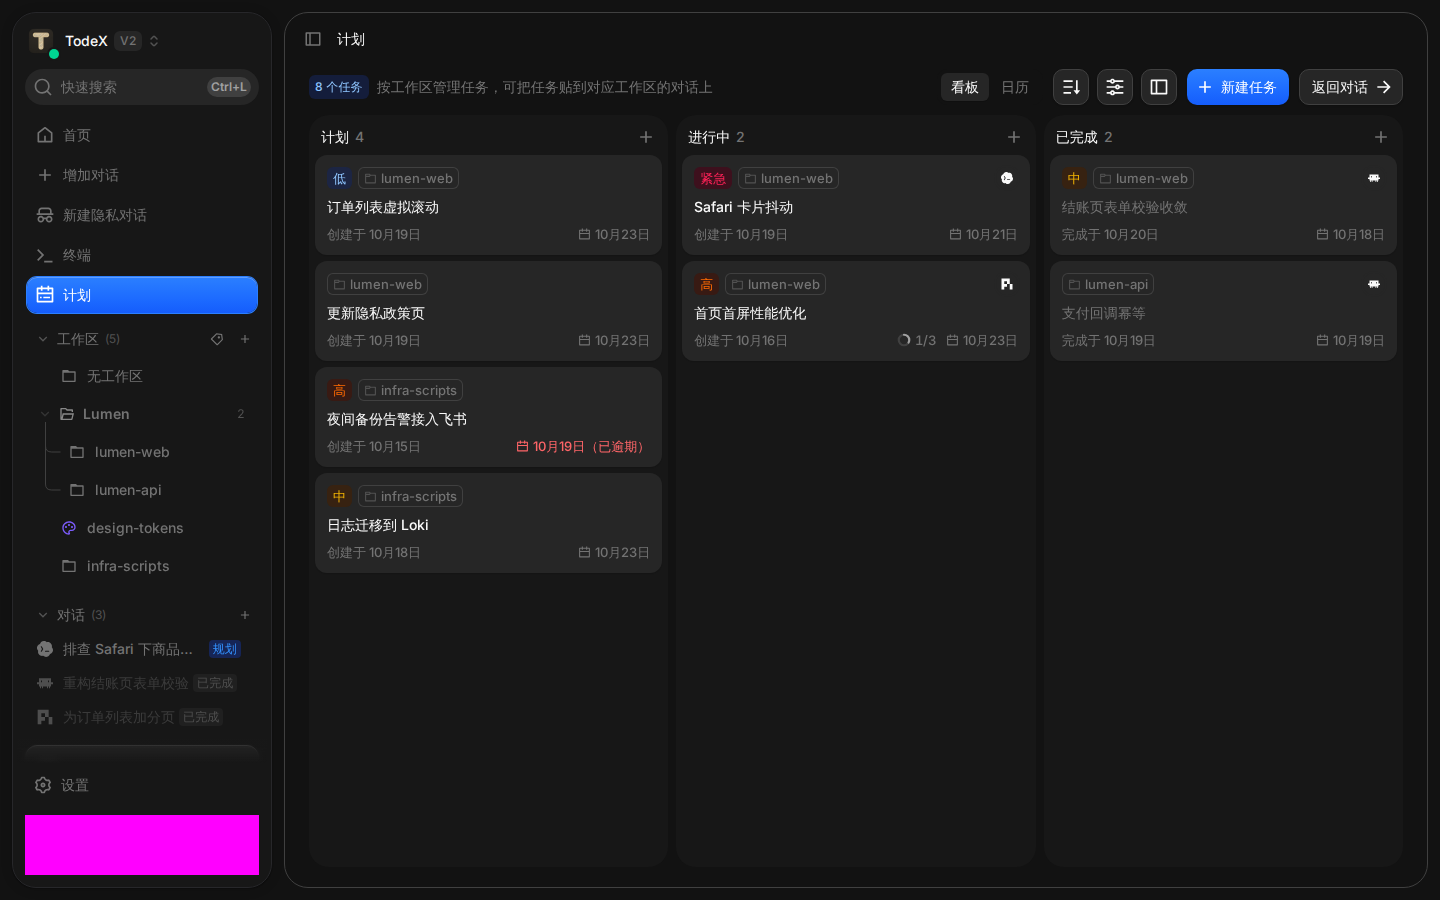 TodeX V2
快速搜索 Ctrl+L
首页
增加对话
新建隐私对话
终端
计划
工作区 (5)
无工作区
Lumen 2
lumen-web
lumen-api
design-tokens
infra-scripts
对话 (3)
排查 Safari 下商品... 规划
重构结账页表单校验 已完成
为订单列表加分页 已完成
设置
计划
8 个任务 按工作区管理任务，可把任务贴到对应工作区的对话上
看板 日历
新建任务
返回对话
计划 4
低 lumen-web
订单列表虚拟滚动
创建于 10月19日 10月23日
lumen-web
更新隐私政策页
创建于 10月19日 10月23日
高 infra-scripts
夜间备份告警接入飞书
创建于 10月15日 10月19日（已逾期）
中 infra-scripts
日志迁移到 Loki
创建于 10月18日 10月23日
进行中 2
紧急 lumen-web
Safari 卡片抖动
创建于 10月19日 10月21日
高 lumen-web
首页首屏性能优化
创建于 10月16日 1/3 10月23日
已完成 2
中 lumen-web
结账页表单校验收敛
完成于 10月20日 10月18日
lumen-api
支付回调幂等
完成于 10月19日 10月19日